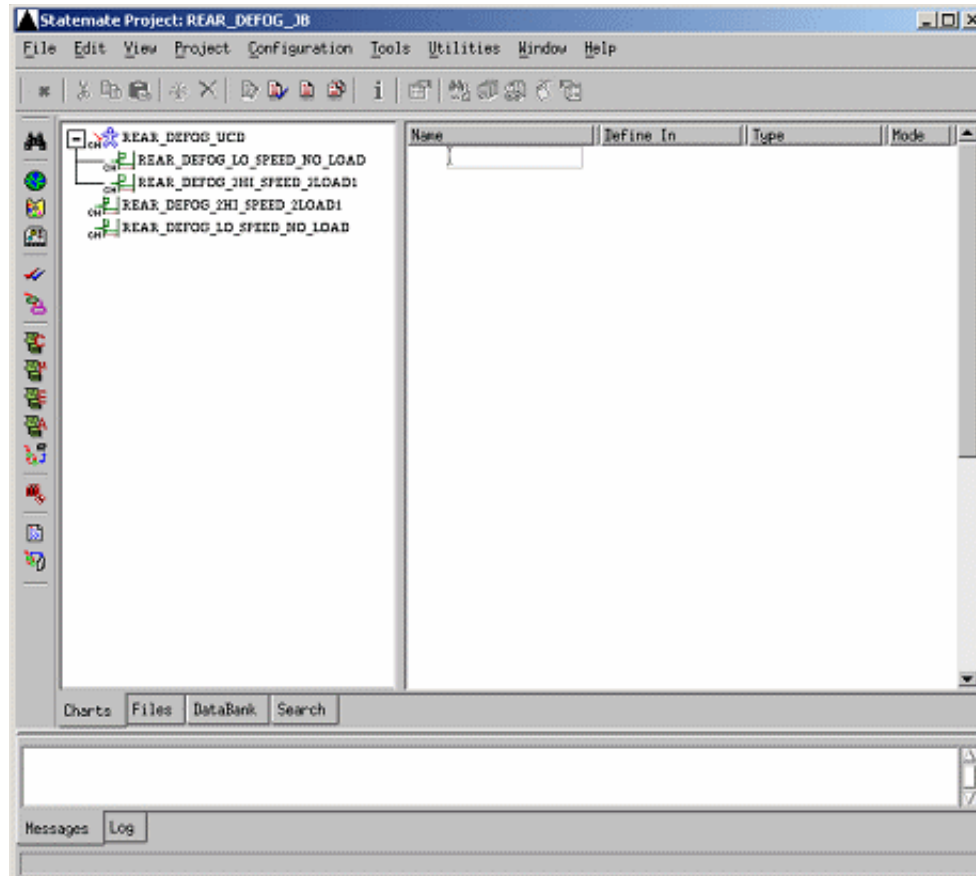 Statemate Project: REAR_DEFOG_JB
File Edit View Project Configuration Tools Utilities Window Help
Name Define In Type Mode
REAR_DEFOG_UCD
REAR_DEFOG_LO_SPEED_NO_LOAD
REAR_DEFOG_2HI_SPEED_2LOAD1
REAR_DEFOG_2HI_SPEED_2LOAD1
REAR_DEFOG_LO_SPEED_NO_LOAD
Charts Files DataBank Search
Messages Log